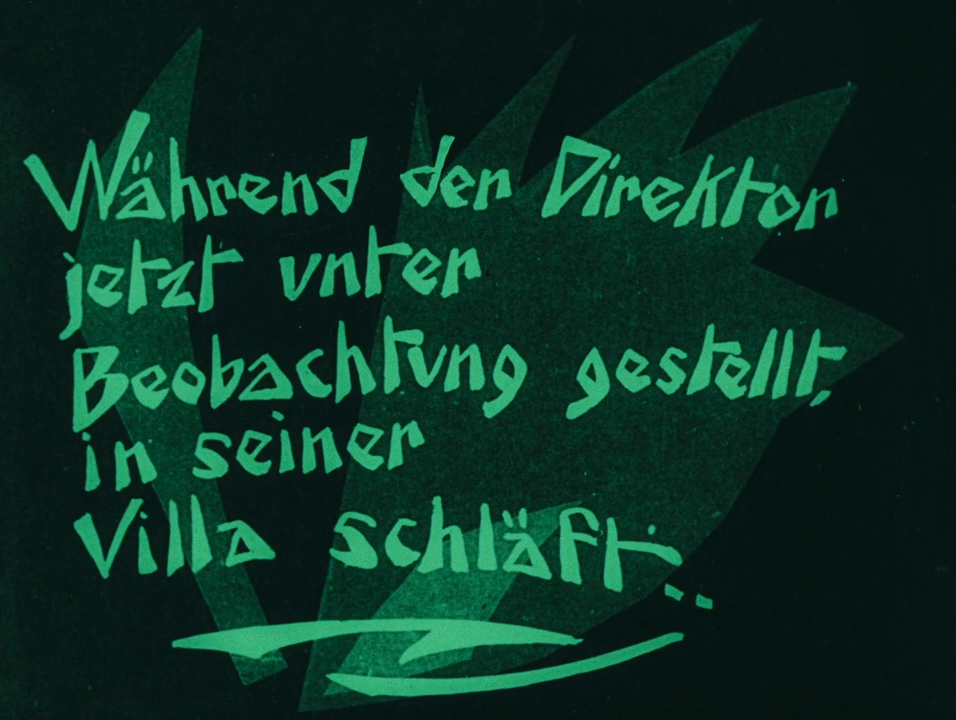 Während der Direktor
jetzt unter
Beobachtung gestellt,
in seiner
Villa schläft...